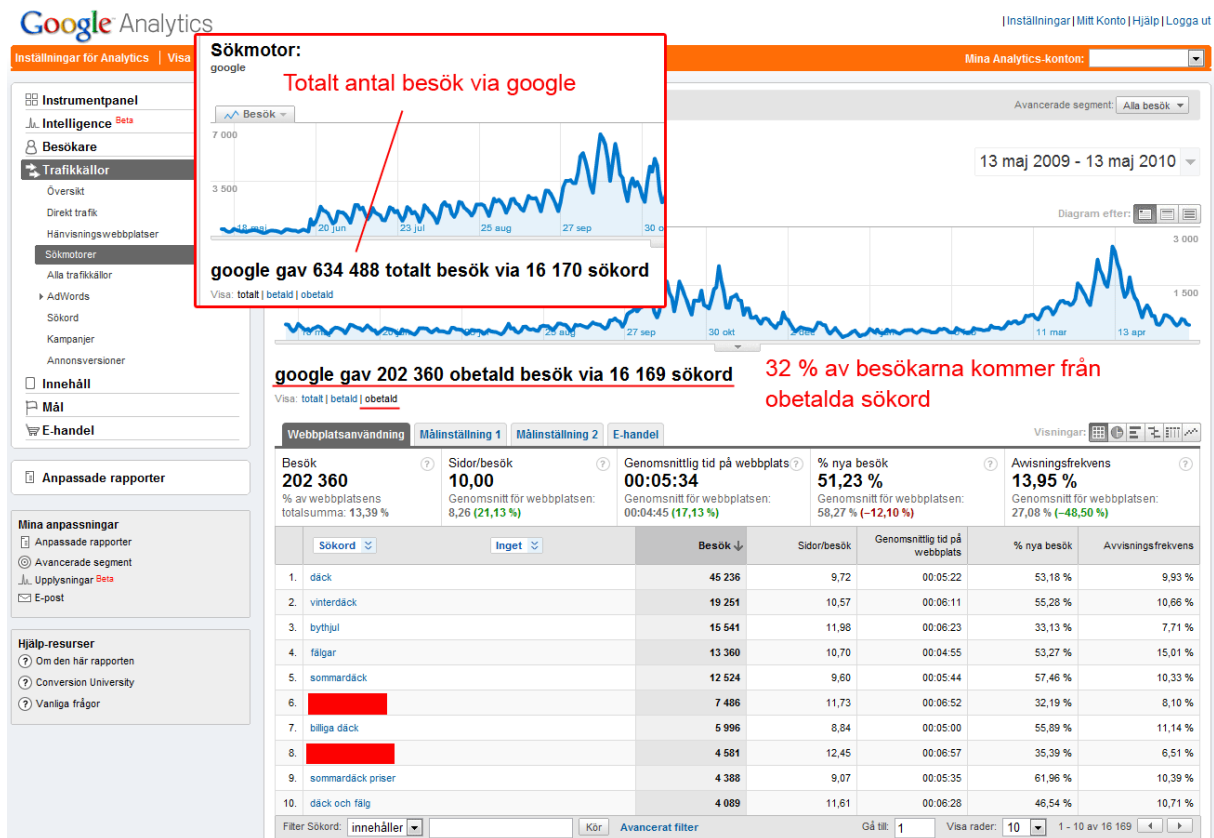 Google Analytics
| Inställningar | Mitt Konto | Hjälp | Logga ut
Inställningar för Analytics | Visa
Mina Analytics-konton:
Sökmotor:
google
Totalt antal besök via google
Besök
7 000
3 500
20 jun 23 jul 25 aug 27 sep 30 o
google gav 634 488 totalt besök via 16 170 sökord
Visa: totalt | betald | obetald
Instrumentpanel
Intelligence Beta
Besökare
Trafikkällor
Översikt
Direkt trafik
Hänvisningswebbplatser
Sökmotorer
Alla trafikkällor
AdWords
Sökord
Kampanjer
Annonsversioner
Innehåll
Mål
E-handel
Anpassade rapporter
Mina anpassningar
Anpassade rapporter
Avancerade segment
Upplysningar Beta
E-post
Hjälp-resurser
Om den här rapporten
Conversion University
Vanliga frågor
Avancerade segment: Alla besök
13 maj 2009 - 13 maj 2010
Diagram efter:
3 000
1 500
27 sep 30 okt 11 mar 13 apr
google gav 202 360 obetald besök via 16 169 sökord
Visa: totalt | betald | obetald
32 % av besökarna kommer från
obetalda sökord
Webbplatsanvändning Målinställning 1 Målinställning 2 E-handel
Visningar:
Besök
202 360
% av webbplatsens
totalsumma: 13,39 %
Sidor/besök
10,00
Genomsnitt för webbplatsen:
8,26 (21,13 %)
Genomsnittlig tid på webbplats
00:05:34
Genomsnitt för webbplatsen:
00:04:45 (17,13 %)
% nya besök
51,23 %
Genomsnitt för webbplatsen:
58,27 % (−12,10 %)
Avvisningsfrekvens
13,95 %
Genomsnitt för webbplatsen:
27,08 % (−48,50 %)
Sökord Inget Besök Sidor/besök Genomsnittlig tid på webbplats % nya besök Avvisningsfrekvens
1. däck 45 236 9,72 00:05:22 53,18 % 9,93 %
2. vinterdäck 19 251 10,57 00:06:11 55,28 % 10,66 %
3. bythjul 15 541 11,98 00:06:23 33,13 % 7,71 %
4. fälgar 13 360 10,70 00:04:55 53,27 % 15,01 %
5. sommardäck 12 524 9,60 00:05:44 57,46 % 10,33 %
6. 7 486 11,73 00:06:52 32,19 % 8,10 %
7. billiga däck 5 996 8,84 00:05:00 55,89 % 11,14 %
8. 4 581 12,45 00:06:57 35,39 % 6,51 %
9. sommardäck priser 4 388 9,07 00:05:35 61,96 % 10,39 %
10. däck och fälg 4 089 11,61 00:06:28 46,54 % 10,71 %
Filter Sökord: innehåller Kör Avancerat filter Gå till: 1 Visa rader: 10 1 - 10 av 16 169